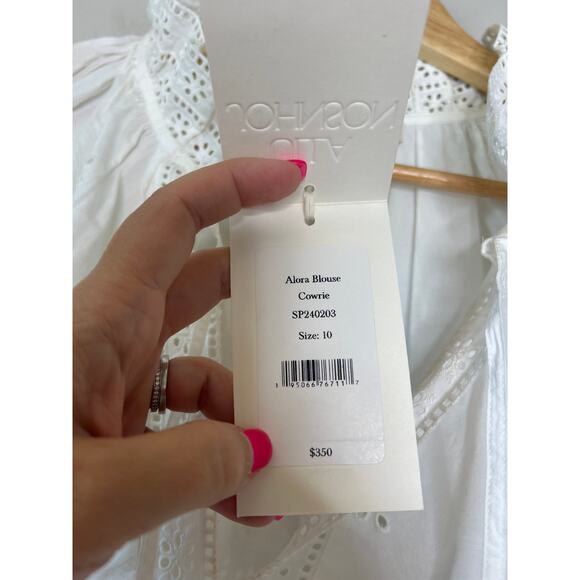 ULLA
JOHNSON
Alora Blouse
Cowrie
SP240203
Size: 10
1 95066 76711 7
$350